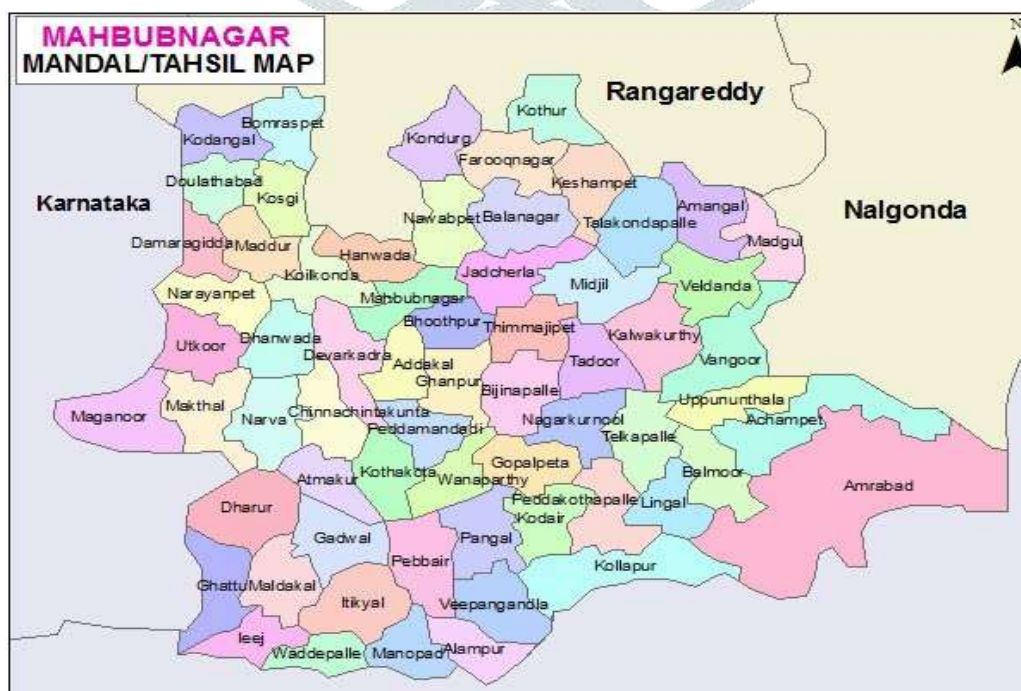 MAHBUBNAGAR
MANDAL/TAHSIL MAP
N
Rangareddy
Karnataka
Nalgonda
Kothur
Bomraspet
Kodangal
Kondurg
Farooqnagar
Keshampet
Doulathabad
Kosgi
Nawabpet
Balanagar
Talakondapalle
Amangal
Madgul
Damaragidda
Maddur
Hanwada
Koilkonda
Jadcherla
Midjil
Veldanda
Narayanpet
Mahbubnagar
Bhoothpur
Thimmajipet
Kalwakurthy
Utkoor
Dhanwada
Devarkadra
Addakal
Ghanpur
Tadoor
Vangoor
Bijinapalle
Uppununthala
Maganoor
Makthal
Narva
Chinnachintakunta
Peddamandadi
Nagarkurnool
Telkapalle
Achampet
Kothakota
Wanaparthy
Gopalpeta
Balmoor
Amrabad
Atmakur
Peddakothapalle
Kodair
Lingal
Dharur
Gadwal
Pebbair
Pangal
Kollapur
Ghattu
Maldakal
Itikyal
Veepangandla
Ieej
Waddepalle
Manopad
Alampur